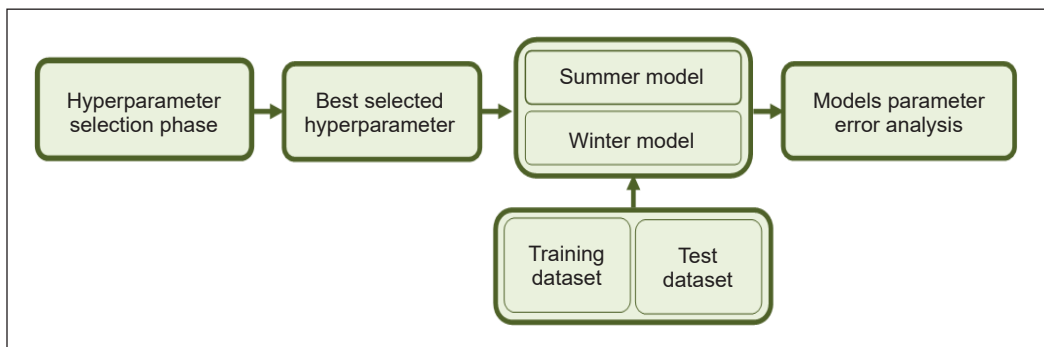 Hyperparameter
selection phase
Best selected
hyperparameter
Summer model
Winter model
Models parameter
error analysis
Training
dataset
Test
dataset